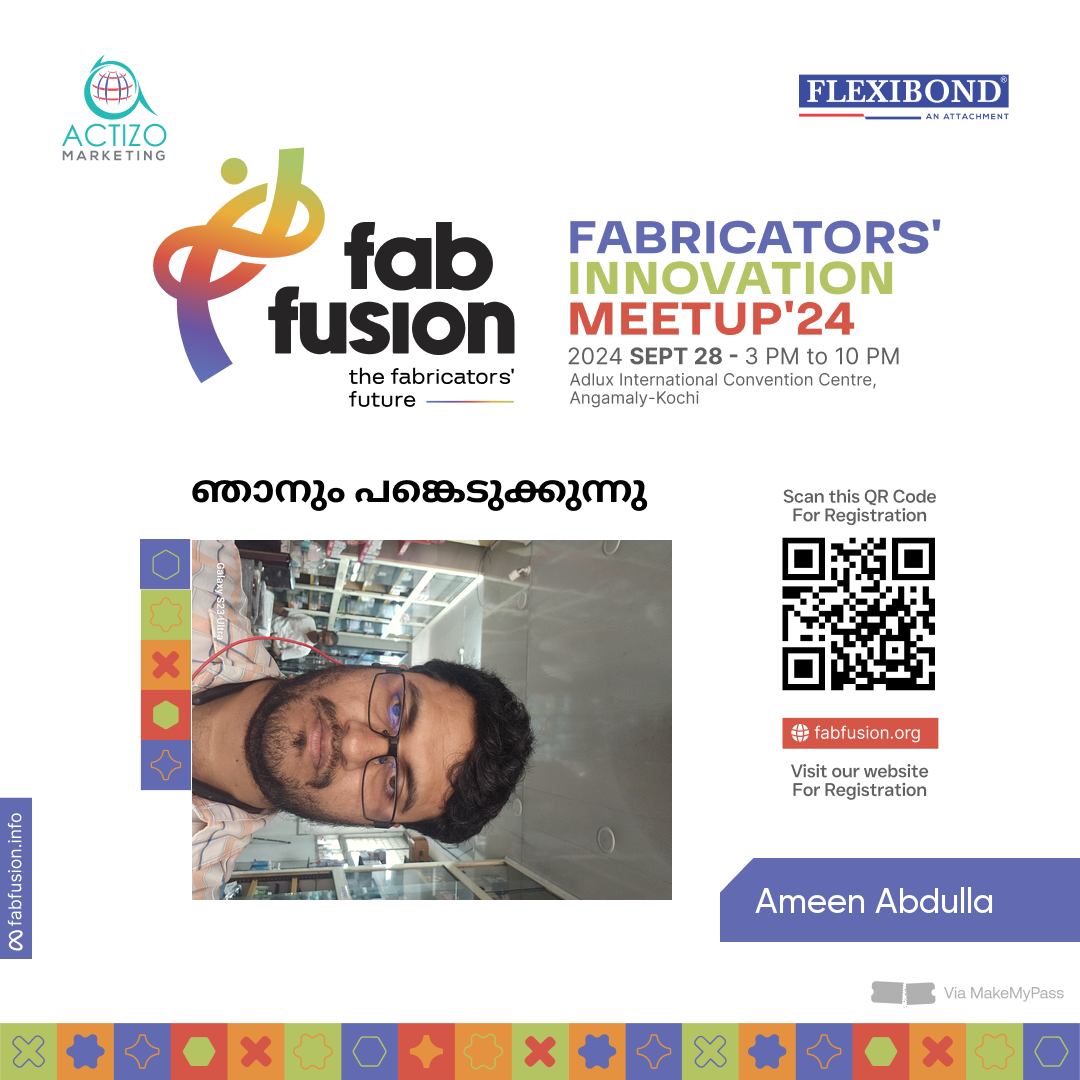 ACTIZO
MARKETING
FLEXIBOND®
AN ATTACHMENT
fab
fusion
the fabricators'
future
FABRICATORS'
INNOVATION
MEETUP'24
2024 SEPT 28 - 3 PM to 10 PM
Adlux International Convention Centre,
Angamaly-Kochi
ഞാനും പങ്കെടുക്കുന്നു
Galaxy S23 Ultra
Scan this QR Code
For Registration
fabfusion.org
Visit our website
For Registration
fabfusion.info
Ameen Abdulla
Via MakeMyPass